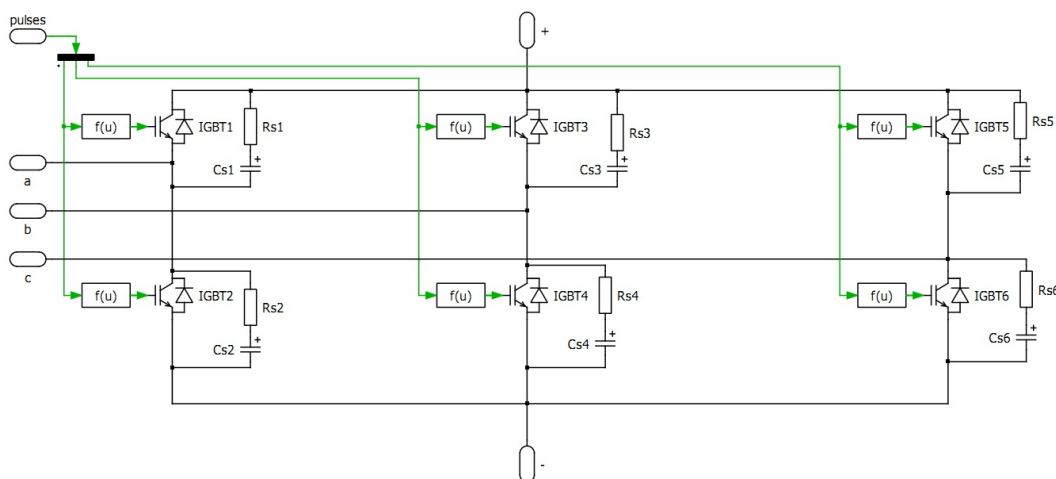 pulses
+
f(u) IGBT1 Rs1 f(u) IGBT3 Rs3 f(u) IGBT5 Rs5
+ + +
Cs1 Cs3 Cs5
a
b
c
f(u) IGBT2 Rs2 f(u) IGBT4 Rs4 f(u) IGBT6 Rs6
+ + +
Cs2 Cs4 Cs6
-